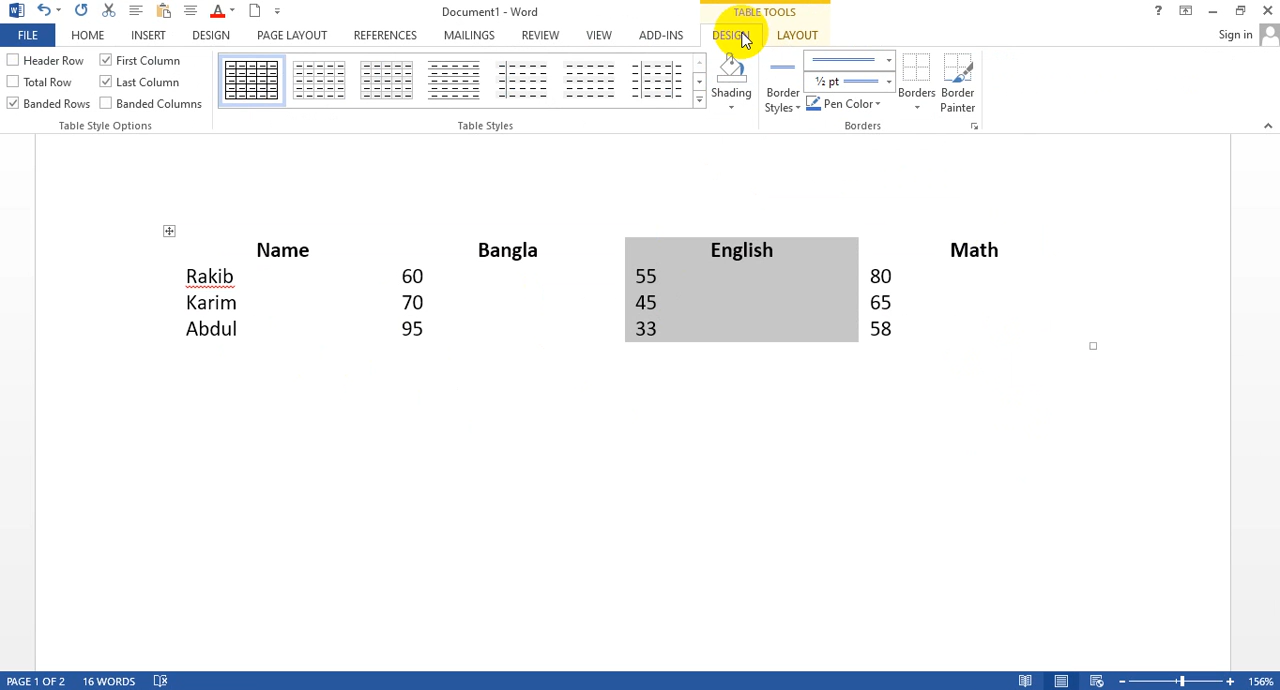 Document1 - Word
TABLE TOOLS
?
FILE HOME INSERT DESIGN PAGE LAYOUT REFERENCES MAILINGS REVIEW VIEW ADD-INS DESIGN LAYOUT Sign in
Header Row First Column
Total Row Last Column
Banded Rows Banded Columns
Table Style Options
Table Styles
Shading
Border Styles
½ pt
Pen Color
Borders
Border Painter
Borders
Name Bangla English Math
Rakib 60 55 80
Karim 70 45 65
Abdul 95 33 58
PAGE 1 OF 2 16 WORDS 156%